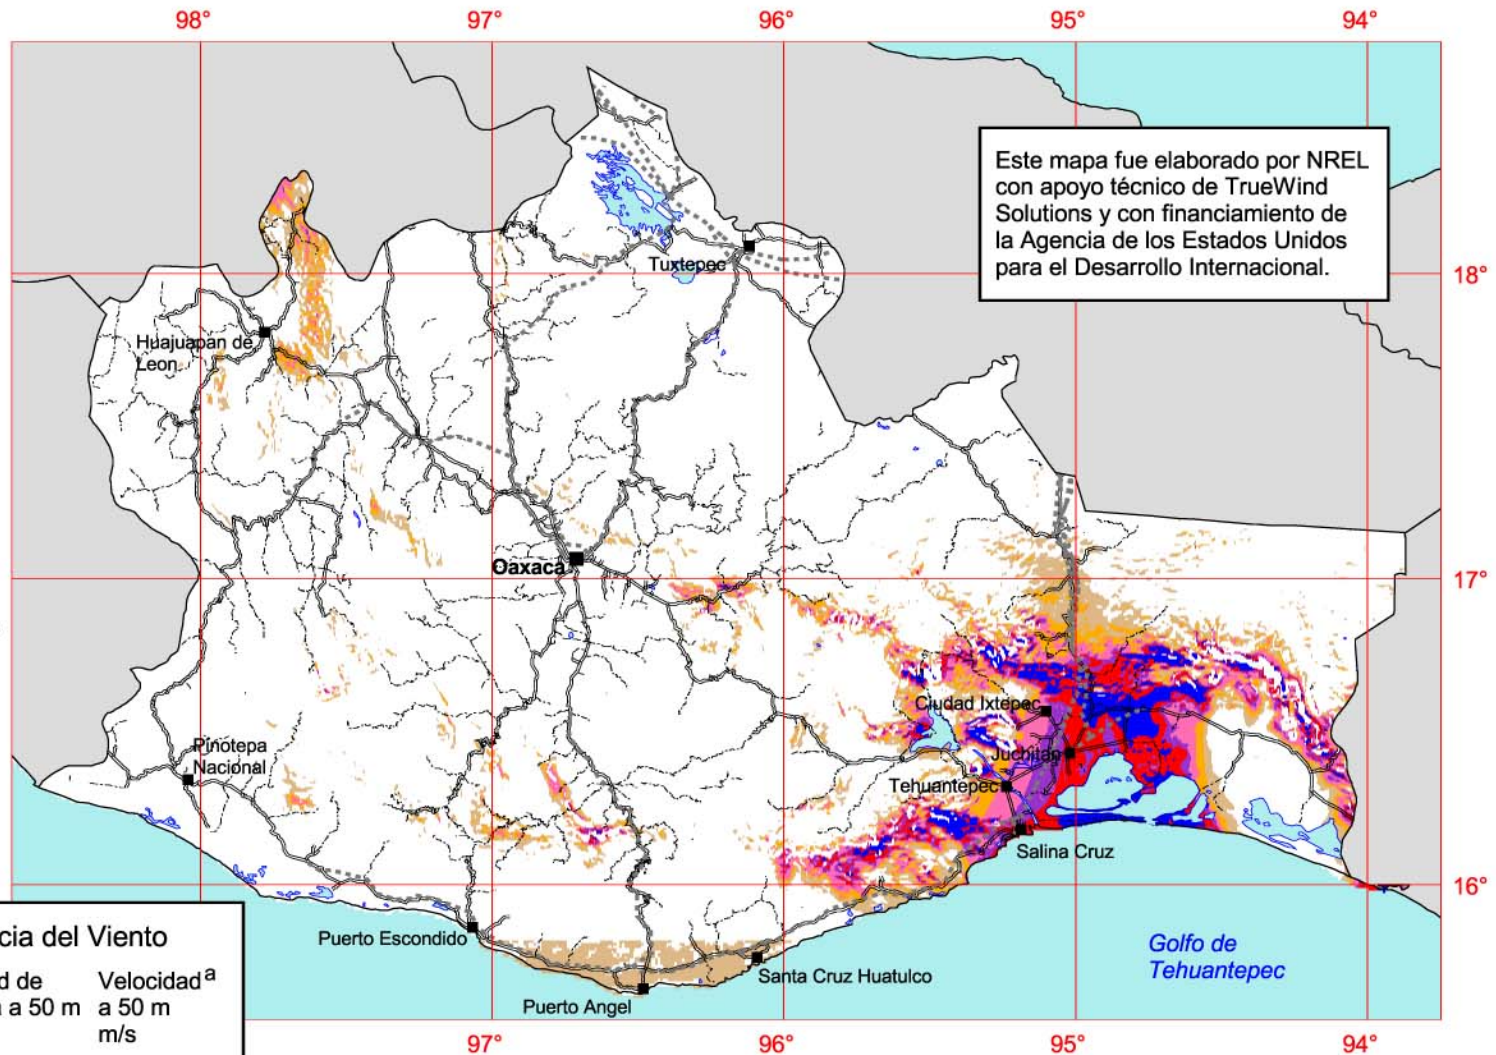 98°
97°
96°
95°
94°
Este mapa fue elaborado por NREL
con apoyo técnico de TrueWind
Solutions y con financiamiento de
la Agencia de los Estados Unidos
para el Desarrollo Internacional.
Tuxtepec
18°
Huajuapan de
Leon
Oaxaca
17°
Ciudad Ixtepec
Pinotepa
Nacional
Juchitan
Tehuantepec
Salina Cruz
16°
cia del Viento
Puerto Escondido
Golfo de
Tehuantepec
d de
a 50 m
Velocidad a
a 50 m
m/s
Santa Cruz Huatulco
Puerto Angel
97°
96°
95°
94°